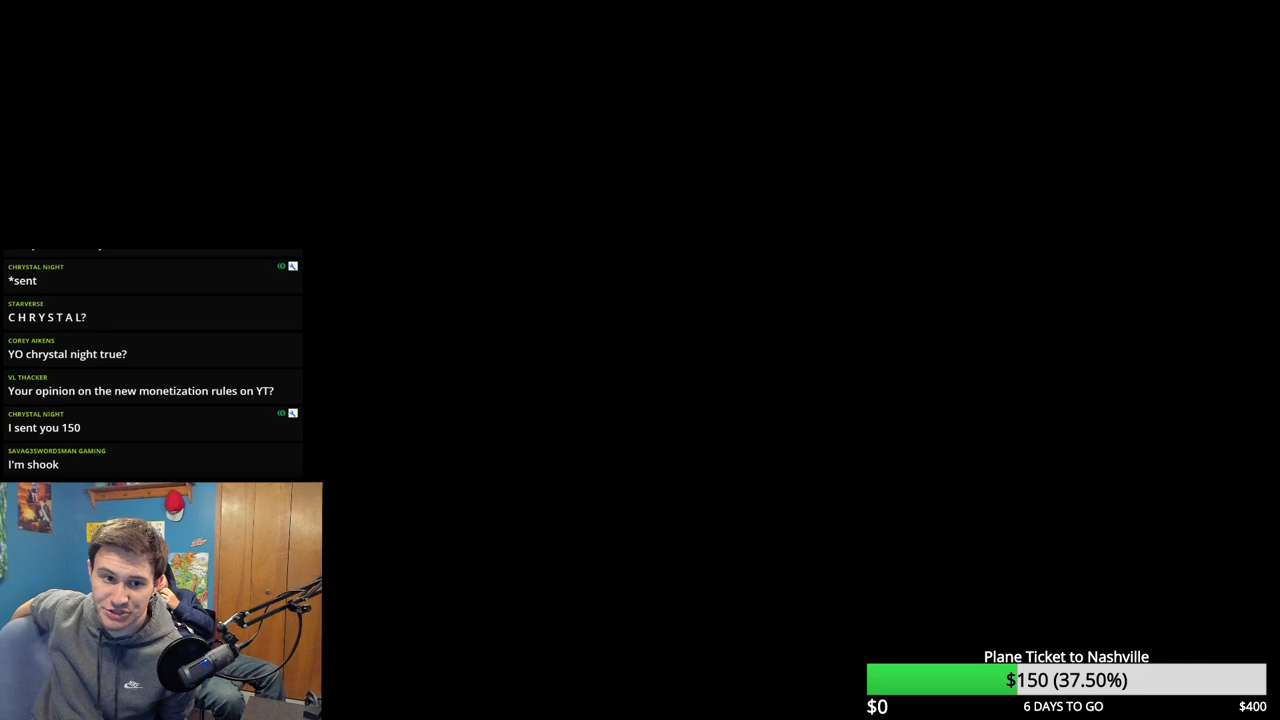 CHRYSTAL NIGHT
*sent
STARVERSE
C H R Y S T A L?
COREY AIKENS
YO chrystal night true?
VL THACKER
Your opinion on the new monetization rules on YT?
CHRYSTAL NIGHT
I sent you 150
SAVAG3SWORDSMAN GAMING
I'm shook
Plane Ticket to Nashville
$150 (37.50%)
$0 6 DAYS TO GO $400